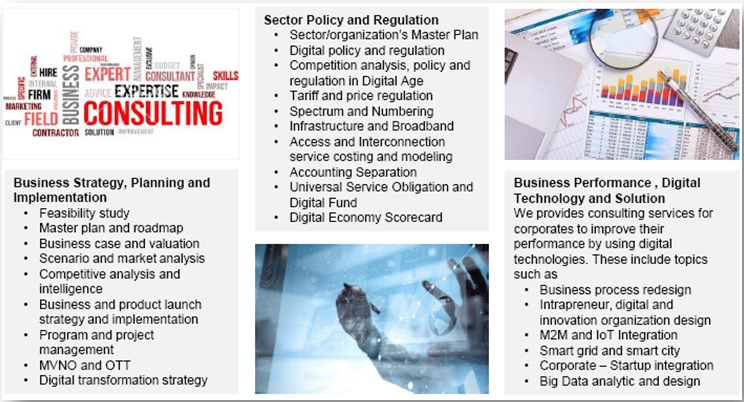 COMPANY
PROFESSIONAL
PROVIDE
MANAGEMENT
EXCLUSIVE
BUDGET
OPINION
SPECIALIST
EXTERNAL
SPECIFIC
HIRE
BUSINESS
EXPERT
CONSULTANT
SKILLS
INTERNAL
IMPACT
FIRM
ADVICE
EXPERTISE
KNOWLEDGE
MARKETING
FIELD
CONSULTING
CLIENT
CONTRACTOR
SOLUTION
IMPROVEMENT
Business Strategy, Planning and
Implementation
• Feasibility study
• Master plan and roadmap
• Business case and valuation
• Scenario and market analysis
• Competitive analysis and
intelligence
• Business and product launch
strategy and implementation
• Program and project
management
• MVNO and OTT
• Digital transformation strategy
Sector Policy and Regulation
• Sector/organization's Master Plan
• Digital policy and regulation
• Competition analysis, policy and
regulation in Digital Age
• Tariff and price regulation
• Spectrum and Numbering
• Infrastructure and Broadband
• Access and Interconnection
service costing and modeling
• Accounting Separation
• Universal Service Obligation and
Digital Fund
• Digital Economy Scorecard
Business Performance , Digital
Technology and Solution
We provides consulting services for
corporates to improve their
performance by using digital
technologies. These include topics
such as
• Business process redesign
• Intrapreneur, digital and
innovation organization design
• M2M and IoT Integration
• Smart grid and smart city
• Corporate – Startup integration
• Big Data analytic and design